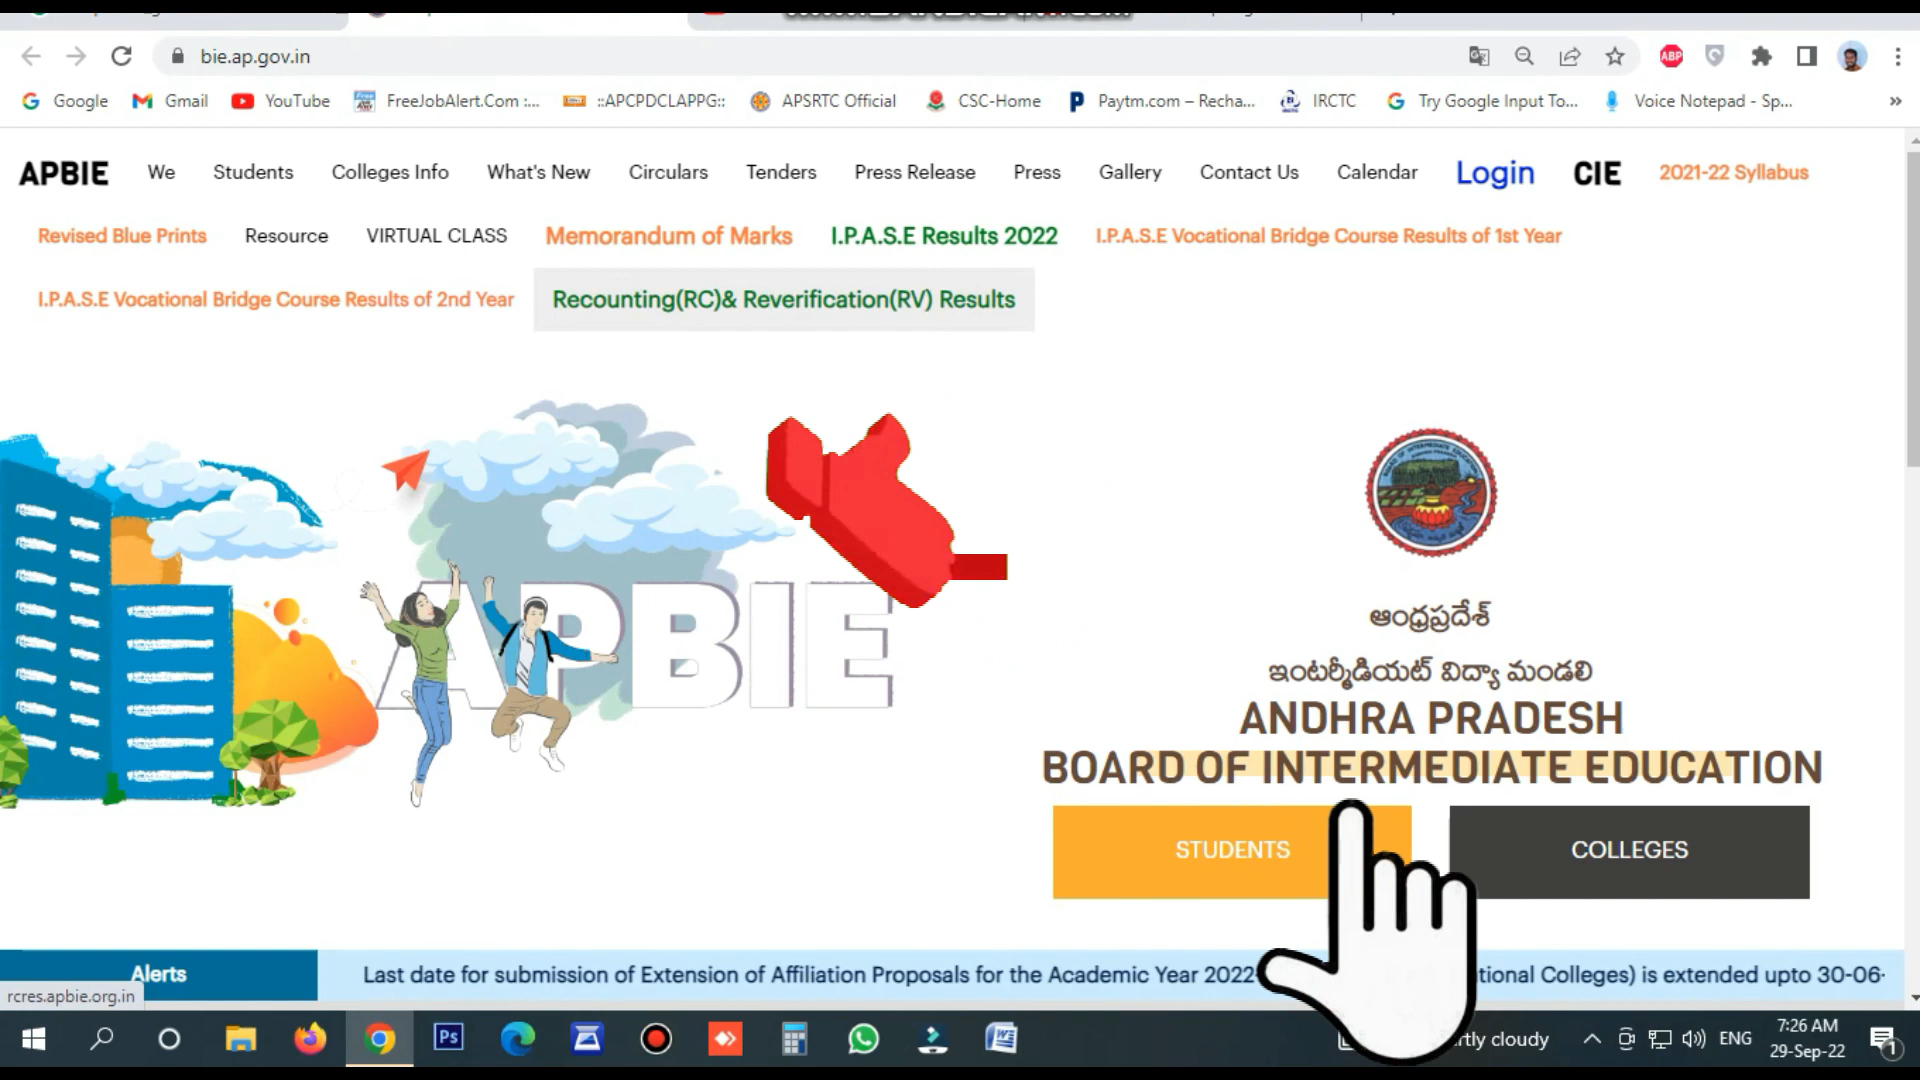 bie.ap.gov.in
Google Gmail YouTube FreeJobAlert.Com :... ::APCPDCLAPPG:: APSRTC Official CSC-Home Paytm.com – Recha... IRCTC Try Google Input To... Voice Notepad - Sp... »
APBIE We Students Colleges Info What's New Circulars Tenders Press Release Press Gallery Contact Us Calendar Login CIE 2021-22 Syllabus
Revised Blue Prints Resource VIRTUAL CLASS Memorandum of Marks I.P.A.S.E Results 2022 I.P.A.S.E Vocational Bridge Course Results of 1st Year
I.P.A.S.E Vocational Bridge Course Results of 2nd Year Recounting(RC)& Reverification(RV) Results
APBIE
ఆంధ్రప్రదేశ్
ఇంటర్మీడియట్ విద్యా మండలి
ANDHRA PRADESH
BOARD OF INTERMEDIATE EDUCATION
STUDENTS COLLEGES
Alerts Last date for submission of Extension of Affiliation Proposals for the Academic Year 2022- tional Colleges) is extended upto 30-06-
rcres.apbie.org.in
rtly cloudy ENG 7:26 AM
29-Sep-22